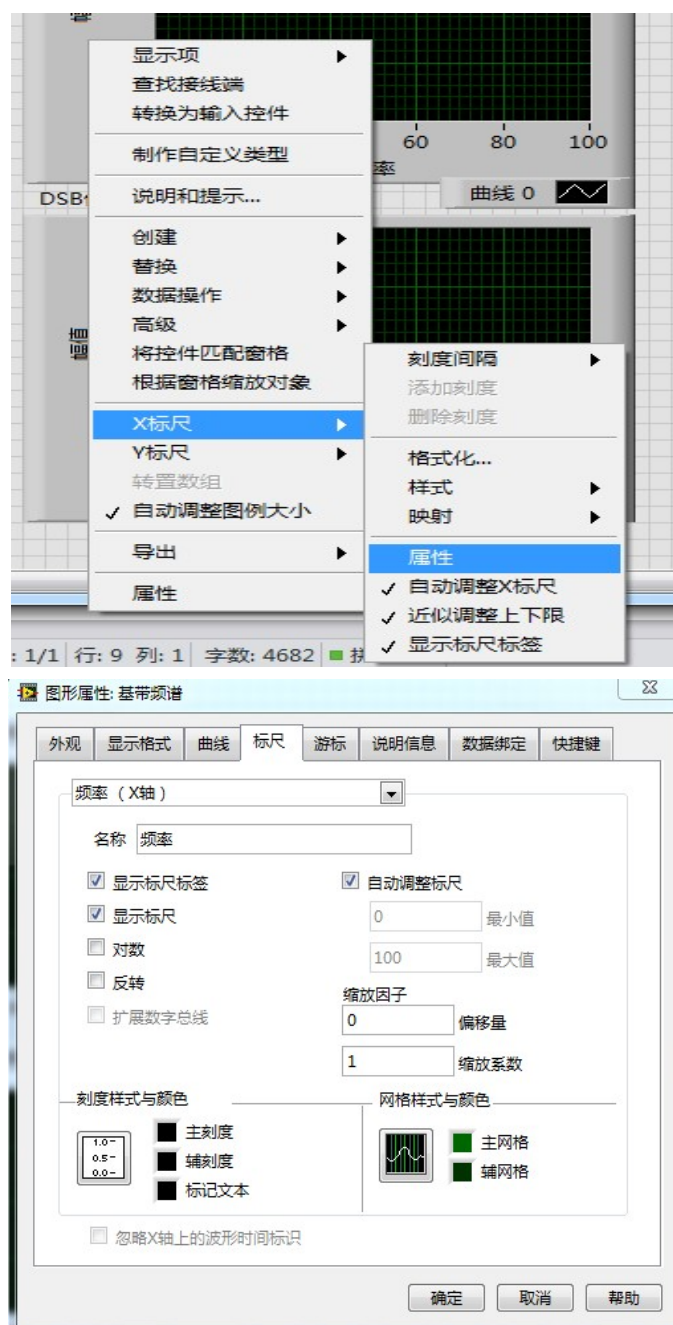 显示项
查找接线端
转换为输入控件
60 80 100
制作自定义类型
率
DSB
说明和提示...
曲线 0
创建
替换
数据操作
高级
将控件匹配窗格
根据窗格缩放对象
刻度间隔
添加刻度
删除刻度
X标尺
Y标尺
格式化...
转置数组
样式
✓ 自动调整图例大小
映射
导出
属性
属性
✓ 自动调整X标尺
✓ 近似调整上下限
✓ 显示标尺标签
: 1/1 行: 9 列: 1 字数: 4682
图形属性: 基带频谱
外观 显示格式 曲线 标尺 游标 说明信息 数据绑定 快捷键
频率 (X轴)
名称 频率
显示标尺标签 自动调整标尺
显示标尺 0 最小值
对数 100 最大值
反转
缩放因子
扩展数字总线 0 偏移量
1 缩放系数
刻度样式与颜色 网格样式与颜色
1.0- 主刻度 主网格
0.5- 辅刻度 辅网格
0.0- 标记文本
忽略X轴上的波形时间标识
确定 取消 帮助